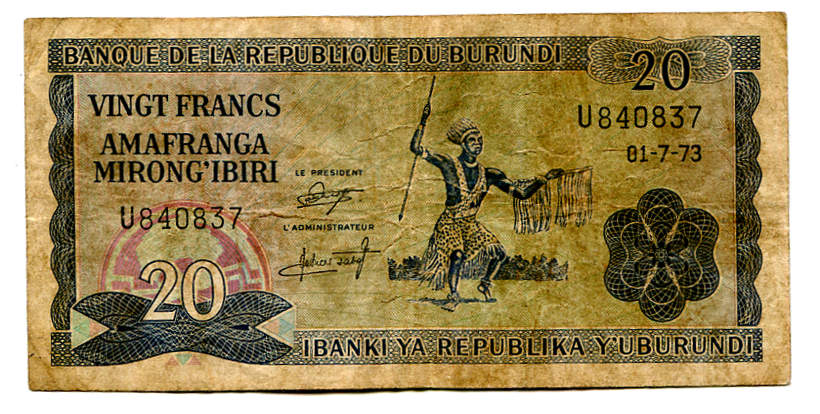 BANQUE DE LA REPUBLIQUE DU BURUNDI
20
VINGT FRANCS
AMAFRANGA
MIRONG'IBIRI
U840837
01-7-73
LE PRESIDENT
U840837
L'ADMINISTRATEUR
20
IBANKI YA REPUBLIKA Y'UBURUNDI